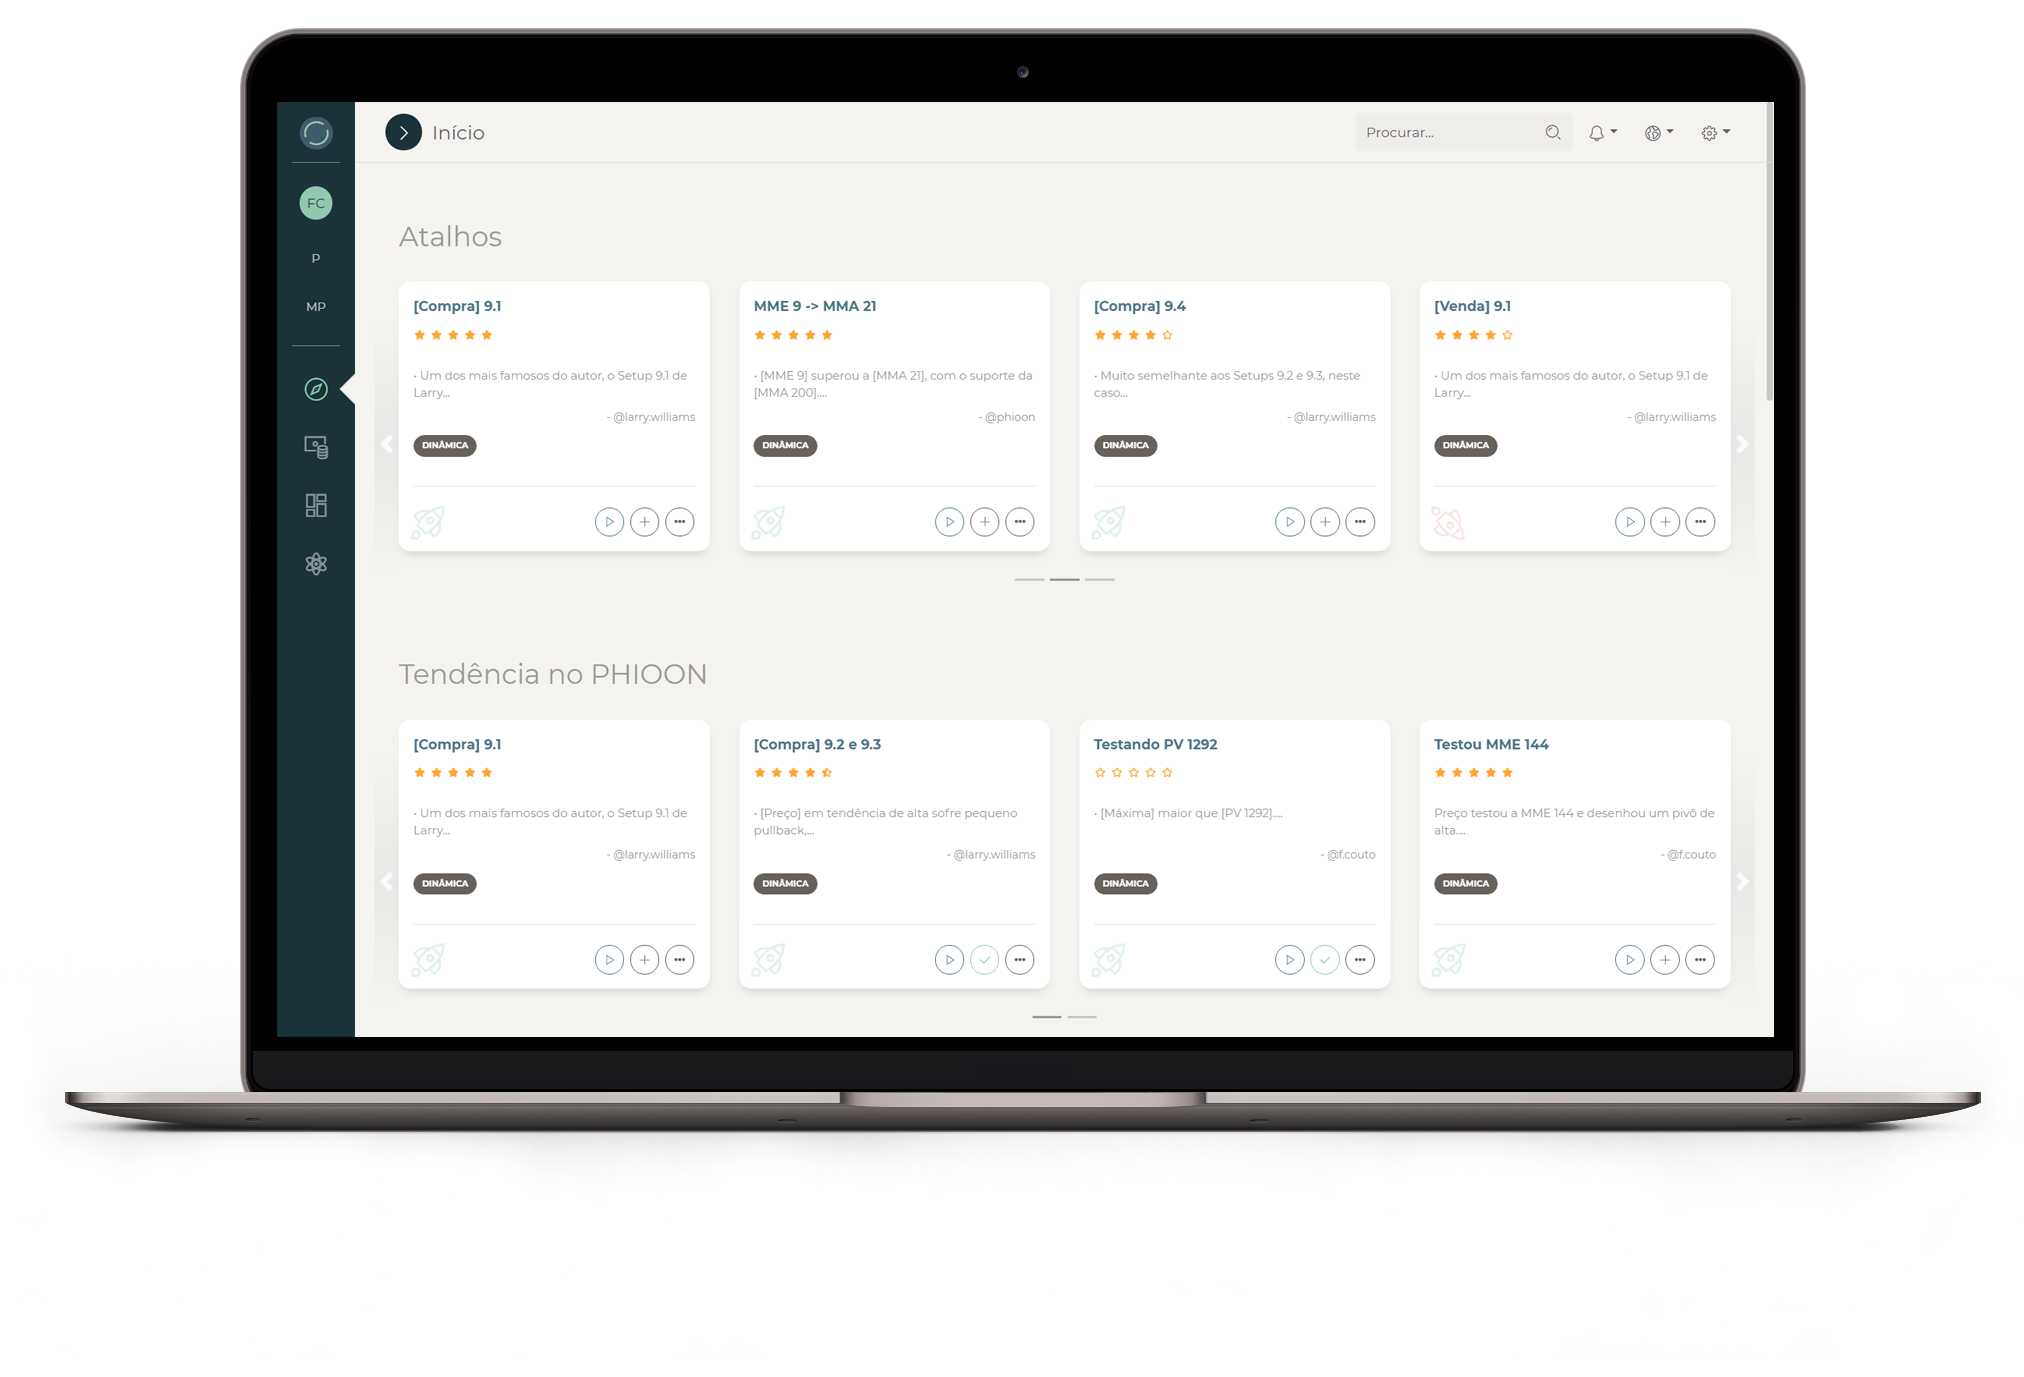 Início
Procurar...
FC
P
MP
Atalhos
[Compra] 9.1
• Um dos mais famosos do autor, o Setup 9.1 de
Larry...
- @larry.williams
DINÂMICA
MME 9 -> MMA 21
• [MME 9] superou a [MMA 21], com o suporte da
[MMA 200]....
- @phioon
DINÂMICA
[Compra] 9.4
• Muito semelhante aos Setups 9.2 e 9.3, neste
caso...
- @larry.williams
DINÂMICA
[Venda] 9.1
• Um dos mais famosos do autor, o Setup 9.1 de
Larry...
- @larry.williams
DINÂMICA
Tendência no PHIOON
[Compra] 9.1
• Um dos mais famosos do autor, o Setup 9.1 de
Larry...
- @larry.williams
DINÂMICA
[Compra] 9.2 e 9.3
• [Preço] em tendência de alta sofre pequeno
pullback,...
- @larry.williams
DINÂMICA
Testando PV 1292
• [Máxima] maior que [PV 1292]....
- @f.couto
DINÂMICA
Testou MME 144
Preço testou a MME 144 e desenhou um pivô de
alta....
- @f.couto
DINÂMICA